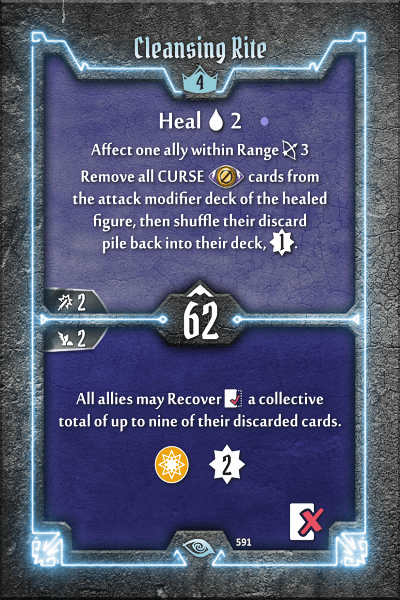 Cleansing Rite
4
Heal 2
Affect one ally within Range 3
Remove all CURSE cards from
the attack modifier deck of the healed
figure, then shuffle their discard
pile back into their deck, 1.
2
62
2
All allies may Recover a collective
total of up to nine of their discarded cards.
2
591